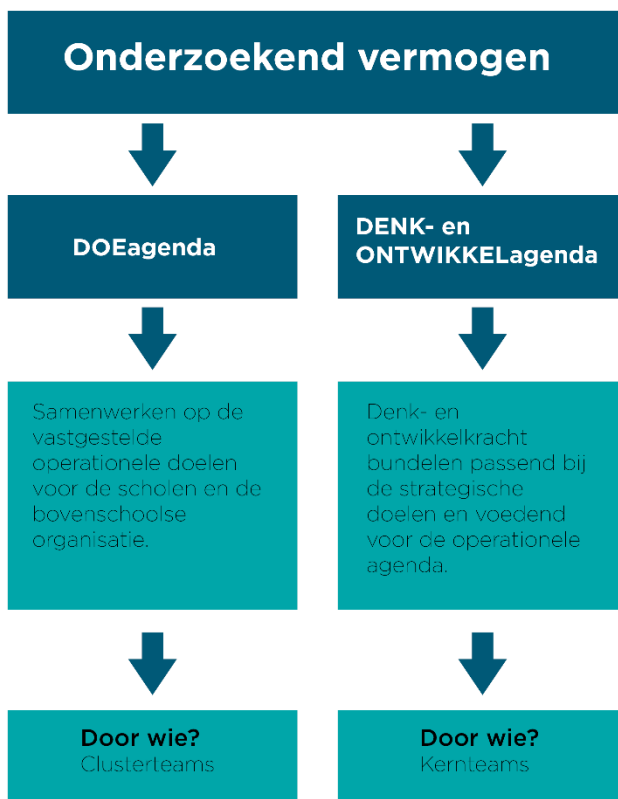 Onderzoekend vermogen
DOEagenda
DENK- en
ONTWIKKELagenda
Samenwerken op de
vastgestelde
operationele doelen
voor de scholen en de
bovenschoolse
organisatie.
Denk- en
ontwikkelkracht
bundelen passend bij
de strategische
doelen en voedend
voor de operationele
agenda.
Door wie?
Clusterteams
Door wie?
Kernteams